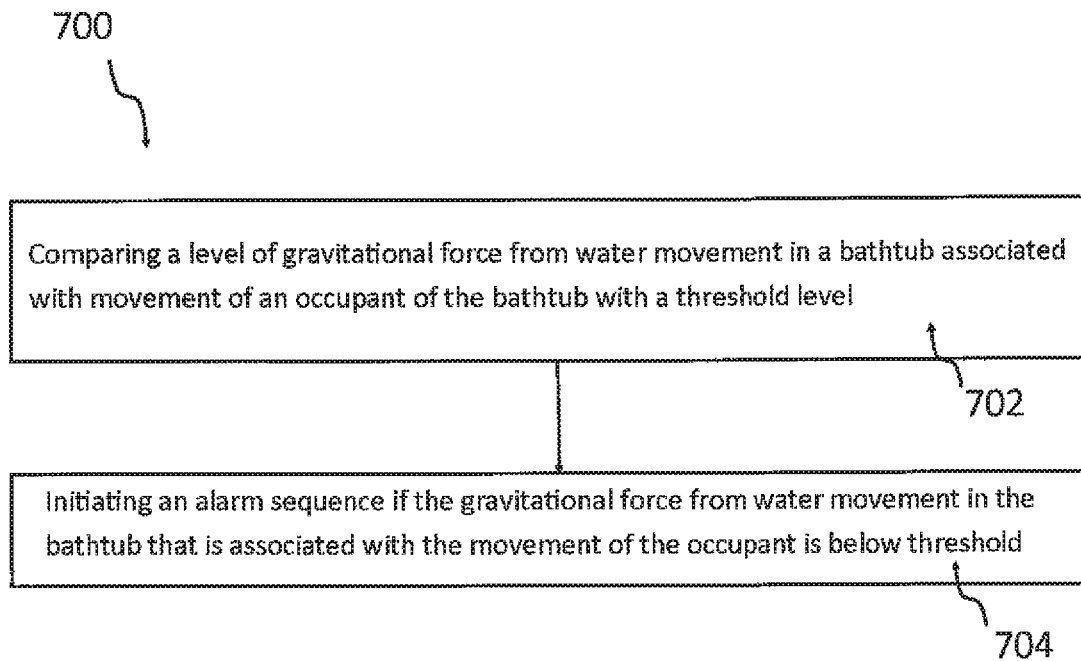 700
Comparing a level of gravitational force from water movement in a bathtub associated
with movement of an occupant of the bathtub with a threshold level
702
Initiating an alarm sequence if the gravitational force from water movement in the
bathtub that is associated with the movement of the occupant is below threshold
704